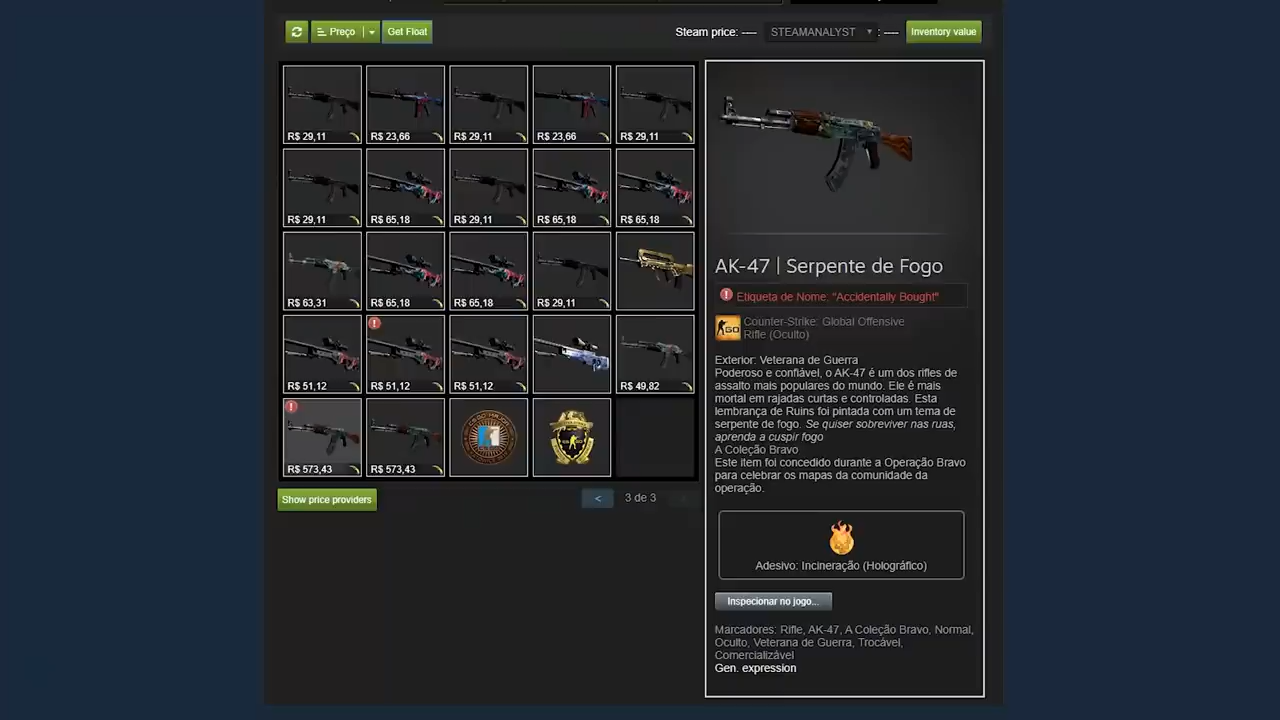 Preço
Get Float
Steam price: ----
STEAMANALYST
: ----
Inventory value
R$ 29,11
R$ 23,66
R$ 29,11
R$ 23,66
R$ 29,11
R$ 29,11
R$ 65,18
R$ 29,11
R$ 65,18
R$ 65,18
R$ 63,31
R$ 65,18
R$ 65,18
R$ 29,11
R$ 51,12
R$ 51,12
R$ 51,12
R$ 49,82
R$ 573,43
R$ 573,43
Show price providers
<
3 de 3
AK-47 | Serpente de Fogo
Etiqueta de Nome: "Accidentally Bought"
GO
Counter-Strike: Global Offensive
Rifle (Oculto)
Exterior: Veterana de Guerra
Poderoso e confiável, o AK-47 é um dos rifles de
assalto mais populares do mundo. Ele é mais
mortal em rajadas curtas e controladas. Esta
lembrança de Ruins foi pintada com um tema de
serpente de fogo. Se quiser sobreviver nas ruas,
aprenda a cuspir fogo
A Coleção Bravo
Este item foi concedido durante a Operação Bravo
para celebrar os mapas da comunidade da
operação.
Adesivo: Incineração (Holográfico)
Inspecionar no jogo...
Marcadores: Rifle, AK-47, A Coleção Bravo, Normal,
Oculto, Veterana de Guerra, Trocável,
Comercializável
Gen. expression